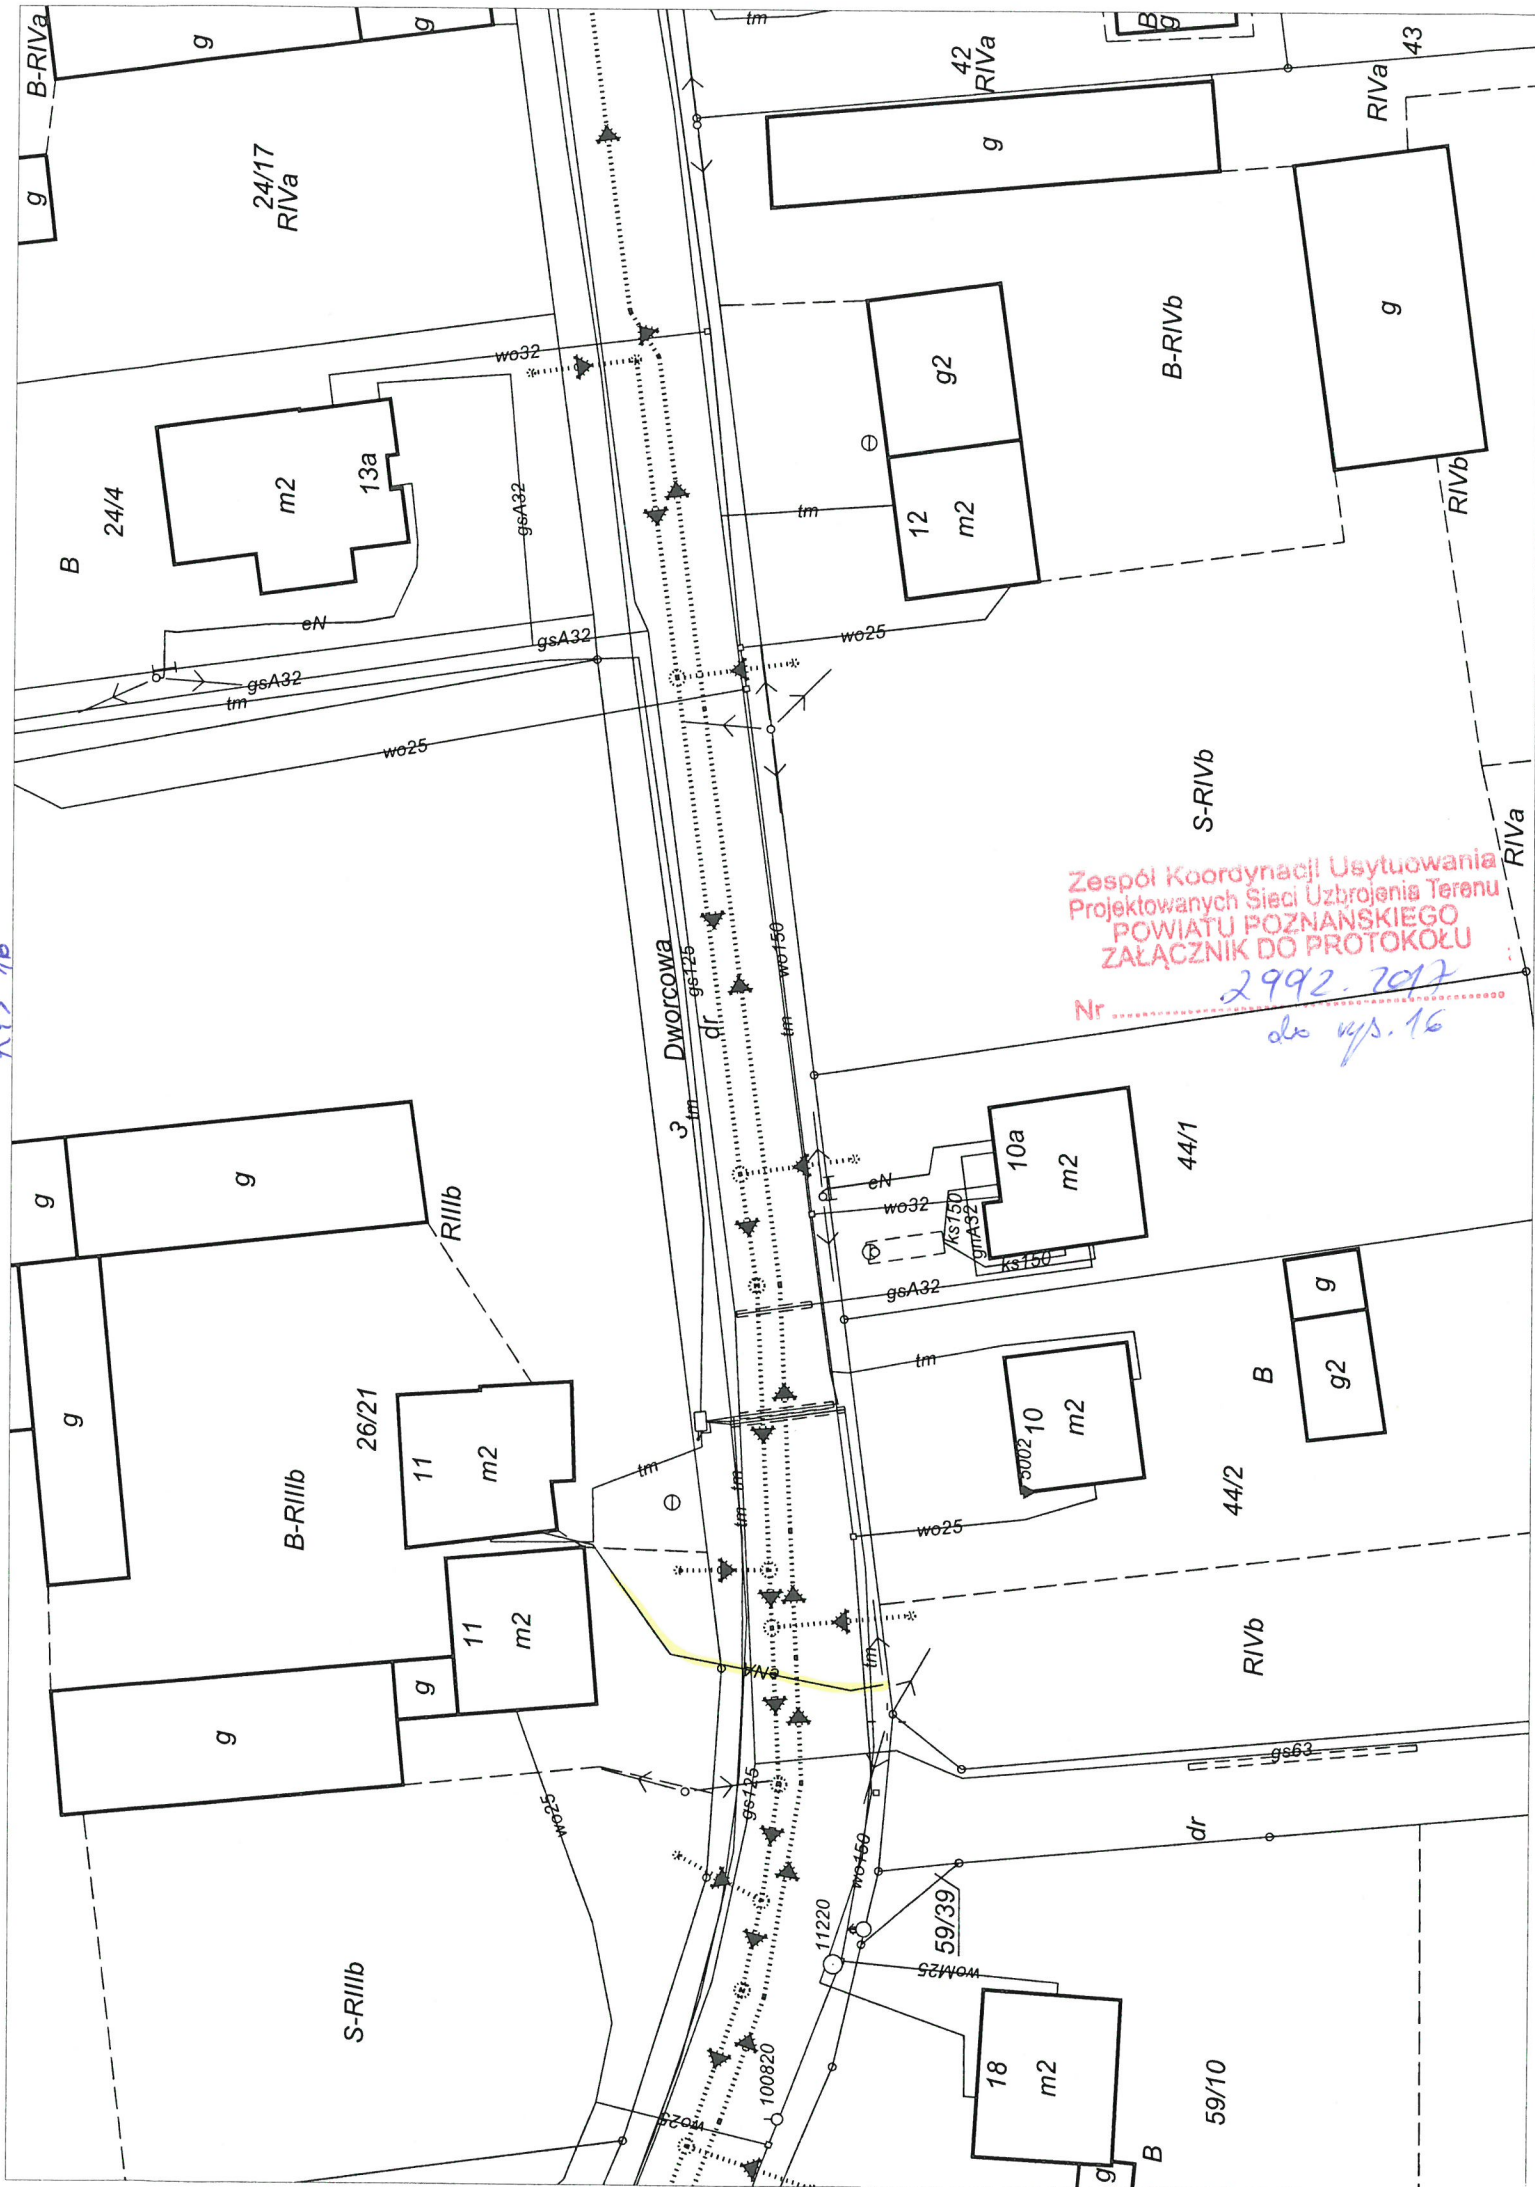 B-RIVa
g
g
tm
B
g
42
RIVa
43
RIVa
g
24/17
RIVa
g
wo32
g2
B-RIVb
g
B
24/4
m2
13a
gsA32
tm
12
m2
RIVb
eN
gsA32
gsA32
tm
wo25
wo25
S-RIVb
RIVa
Zespół Koordynacji Usytuowania
Projektowanych Sieci Uzbrojenia Terenu
POWIATU POZNAŃSKIEGO
ZAŁĄCZNIK DO PROTOKOŁU
Nr 2992.2017
do wys. 16
Dworcowa
gs125
dr
3
tm
wo150
tm
g
g
RIIIb
eN
wo32
ks150
gnA32
ks150
10a
m2
44/1
gsA32
g
26/21
11
m2
B-RIIIb
tm
tm
tm
tm
5002
10
m2
B
g
g2
wo25
44/2
11
m2
g
g
eNA
tm
RIVb
gs63
wo25
gs125
wo150
dr
S-RIIIb
11220
59/39
woM25
100820
wo25
18
m2
59/10
B
g